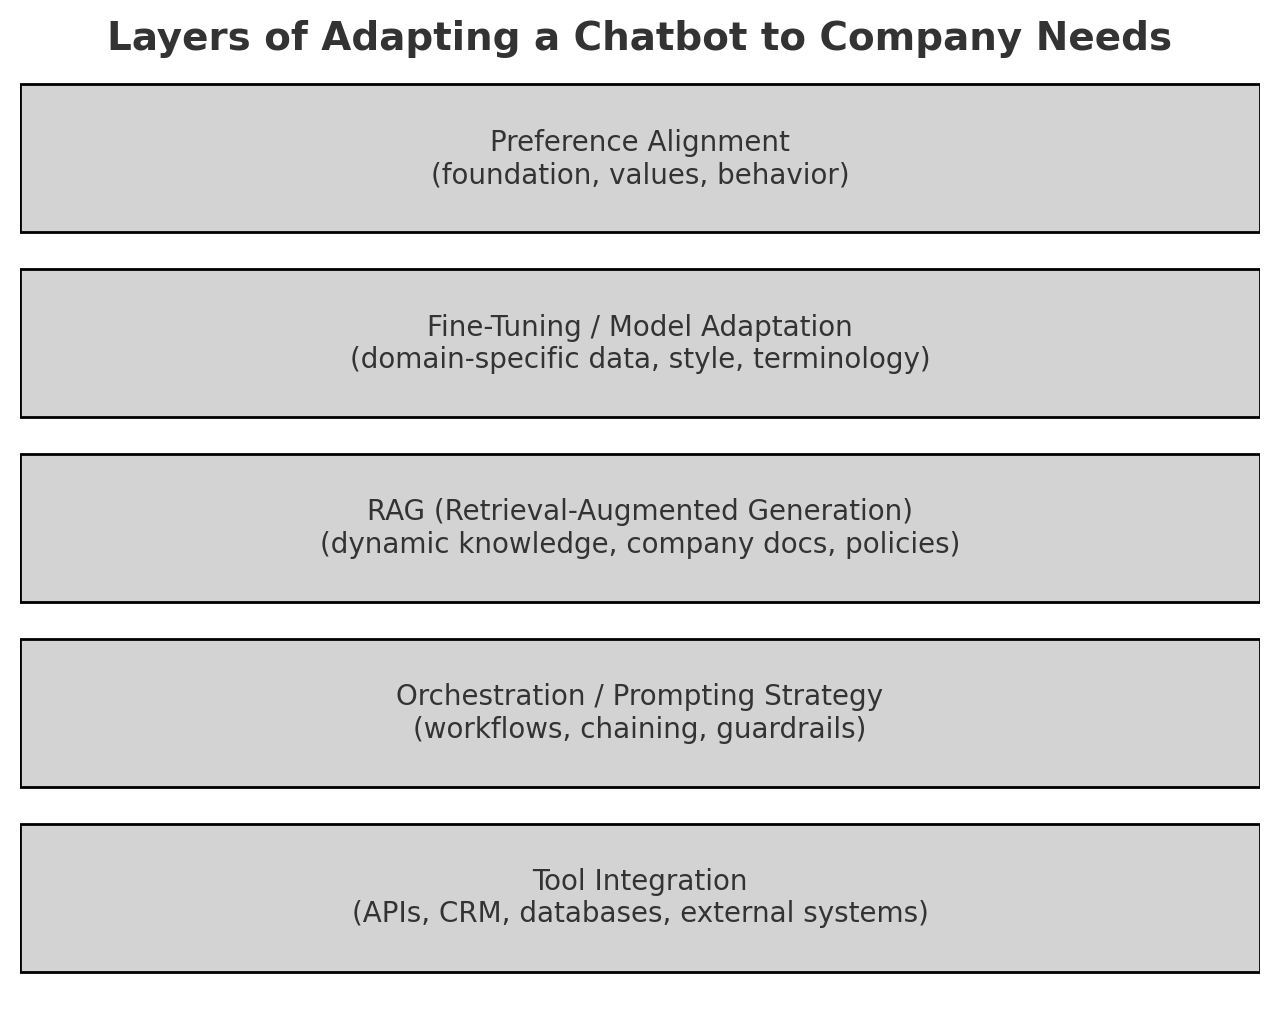 Layers of Adapting a Chatbot to Company Needs
Preference Alignment
(foundation, values, behavior)
Fine-Tuning / Model Adaptation
(domain-specific data, style, terminology)
RAG (Retrieval-Augmented Generation)
(dynamic knowledge, company docs, policies)
Orchestration / Prompting Strategy
(workflows, chaining, guardrails)
Tool Integration
(APIs, CRM, databases, external systems)